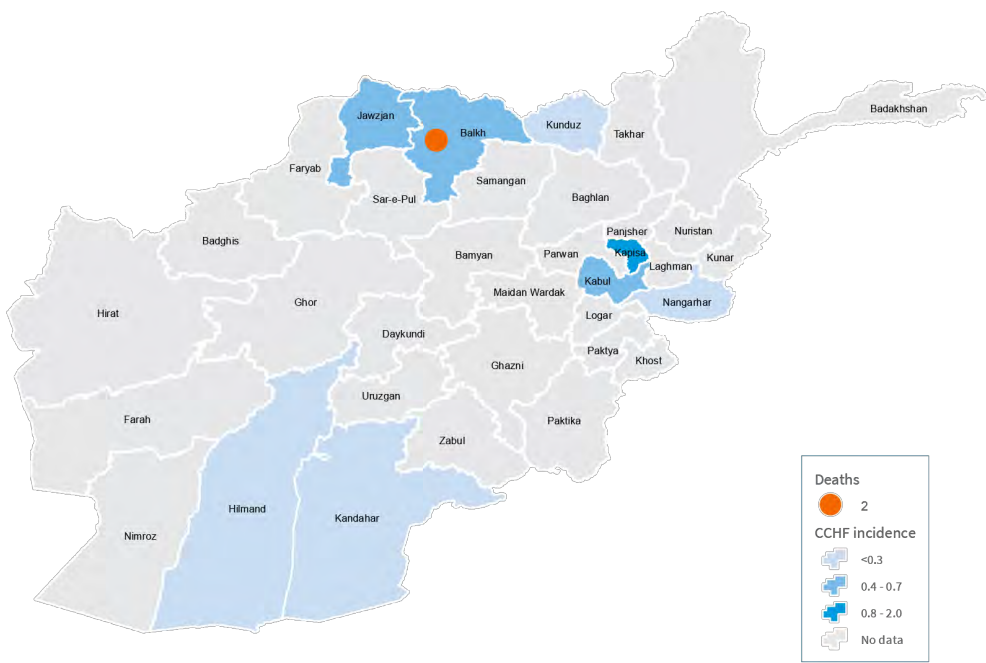 Badakhshan
Jawzjan
Balkh
Kunduz
Takhar
Faryab
Samangan
Sar-e-Pul
Baghlan
Panjsher
Nuristan
Badghis
Bamyan
Parwan
Kapisa
Kunar
Laghman
Kabul
Maidan Wardak
Nangarhar
Ghor
Hirat
Logar
Daykundi
Paktya
Khost
Ghazni
Uruzgan
Farah
Paktika
Zabul
Hilmand
Kandahar
Nimroz
Deaths
2
CCHF incidence
<0.3
0.4 - 0.7
0.8 - 2.0
No data